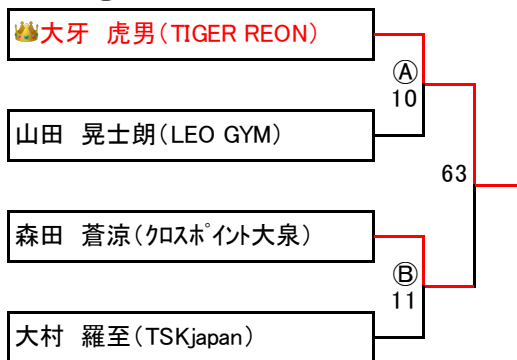 👑大牙　虎男(TIGER REON)
Ⓐ
10
山田　晃士朗(LEO GYM)
63
森田　蒼涼(ｸﾛｽﾎﾟｲﾝﾄ大泉)
Ⓑ
11
大村　羅至(TSKjapan)